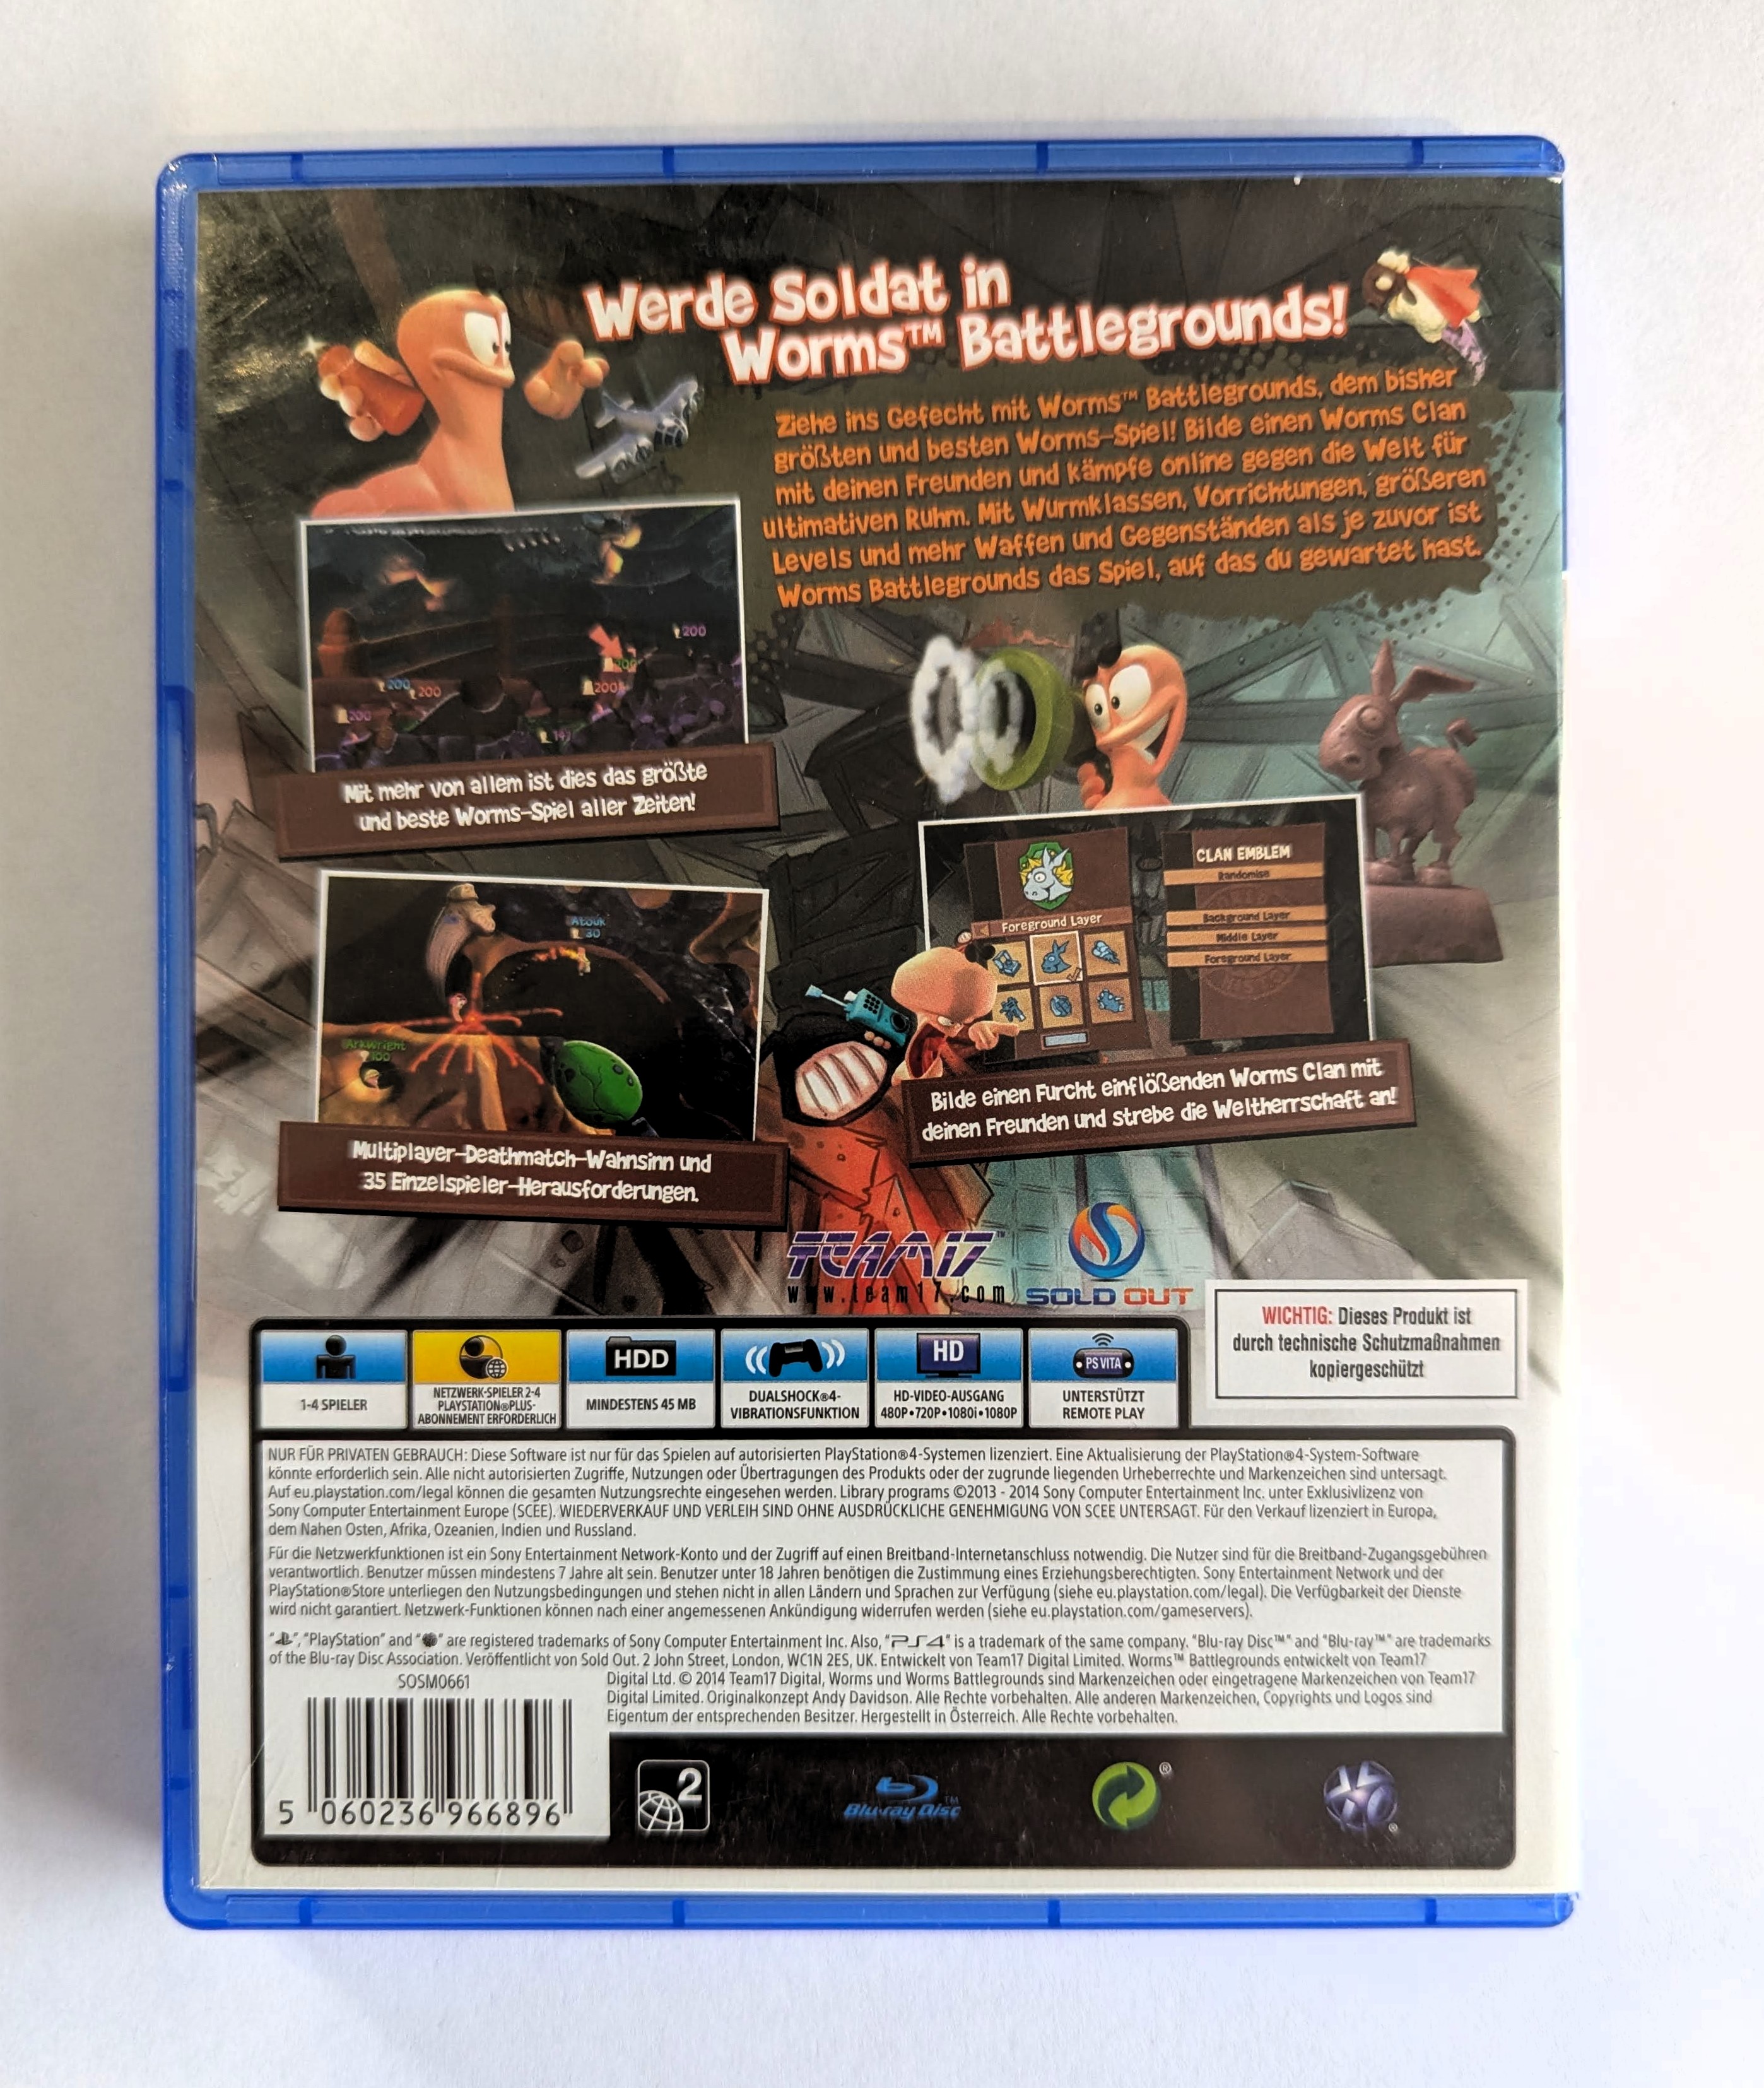 Werde Soldat in
Worms™ Battlegrounds!
Ziehe ins Gefecht mit Worms™ Battlegrounds, dem bisher
größten und besten Worms-Spiel! Bilde einen Worms Clan
mit deinen Freunden und kämpfe online gegen die Welt für
ultimativen Ruhm. Mit Wurmklassen, Vorrichtungen, größeren
Levels und mehr Waffen und Gegenständen als je zuvor ist
Worms Battlegrounds das Spiel, auf das du gewartet hast.
200
200
200
200
200
Mit mehr von allem ist dies das größte
und beste Worms-Spiel aller Zeiten!
CLAN EMBLEM
Randomise
Foreground Layer
Background Layer
Middle Layer
Foreground Layer
Bilde einen Furcht einflößenden Worms Clan mit
deinen Freunden und strebe die Weltherrschaft an!
Atouk
30
Arkwright
100
Multiplayer-Deathmatch-Wahnsinn und
35 Einzelspieler-Herausforderungen.
TEAM17™
www.team17.com
SOLD OUT
WICHTIG: Dieses Produkt ist
durch technische Schutzmaßnahmen
kopiergeschützt
1-4 SPIELER
NETZWERK-SPIELER 2-4
PLAYSTATION®PLUS-
ABONNEMENT ERFORDERLICH
HDD
MINDESTENS 45 MB
DUALSHOCK®4-
VIBRATIONSFUNKTION
HD
HD-VIDEO-AUSGANG
480P•720P•1080i•1080P
PS VITA
UNTERSTÜTZT
REMOTE PLAY
NUR FÜR PRIVATEN GEBRAUCH: Diese Software ist nur für das Spielen auf autorisierten PlayStation®4-Systemen lizenziert. Eine Aktualisierung der PlayStation®4-System-Software
könnte erforderlich sein. Alle nicht autorisierten Zugriffe, Nutzungen oder Übertragungen des Produkts oder der zugrunde liegenden Urheberrechte und Markenzeichen sind untersagt.
Auf eu.playstation.com/legal können die gesamten Nutzungsrechte eingesehen werden. Library programs ©2013 - 2014 Sony Computer Entertainment Inc. unter Exklusivlizenz von
Sony Computer Entertainment Europe (SCEE). WIEDERVERKAUF UND VERLEIH SIND OHNE AUSDRÜCKLICHE GENEHMIGUNG VON SCEE UNTERSAGT. Für den Verkauf lizenziert in Europa,
dem Nahen Osten, Afrika, Ozeanien, Indien und Russland.
Für die Netzwerkfunktionen ist ein Sony Entertainment Network-Konto und der Zugriff auf einen Breitband-Internetanschluss notwendig. Die Nutzer sind für die Breitband-Zugangsgebühren
verantwortlich. Benutzer müssen mindestens 7 Jahre alt sein. Benutzer unter 18 Jahren benötigen die Zustimmung eines Erziehungsberechtigten. Sony Entertainment Network und der
PlayStation®Store unterliegen den Nutzungsbedingungen und stehen nicht in allen Ländern und Sprachen zur Verfügung (siehe eu.playstation.com/legal). Die Verfügbarkeit der Dienste
wird nicht garantiert. Netzwerk-Funktionen können nach einer angemessenen Ankündigung widerrufen werden (siehe eu.playstation.com/gameservers).
"", "PlayStation" and "" are registered trademarks of Sony Computer Entertainment Inc. Also, "PS4" is a trademark of the same company. "Blu-ray Disc™" and "Blu-ray™" are trademarks
of the Blu-ray Disc Association. Veröffentlicht von Sold Out. 2 John Street, London, WC1N 2ES, UK. Entwickelt von Team17 Digital Limited. Worms™ Battlegrounds entwickelt von Team17
Digital Ltd. © 2014 Team17 Digital, Worms und Worms Battlegrounds sind Markenzeichen oder eingetragene Markenzeichen von Team17
Digital Limited. Originalkonzept Andy Davidson. Alle Rechte vorbehalten. Alle anderen Markenzeichen, Copyrights und Logos sind
Eigentum der entsprechenden Besitzer. Hergestellt in Österreich. Alle Rechte vorbehalten.
SOSM0661
5 060236 966896
2
Blu-ray Disc™
®
®